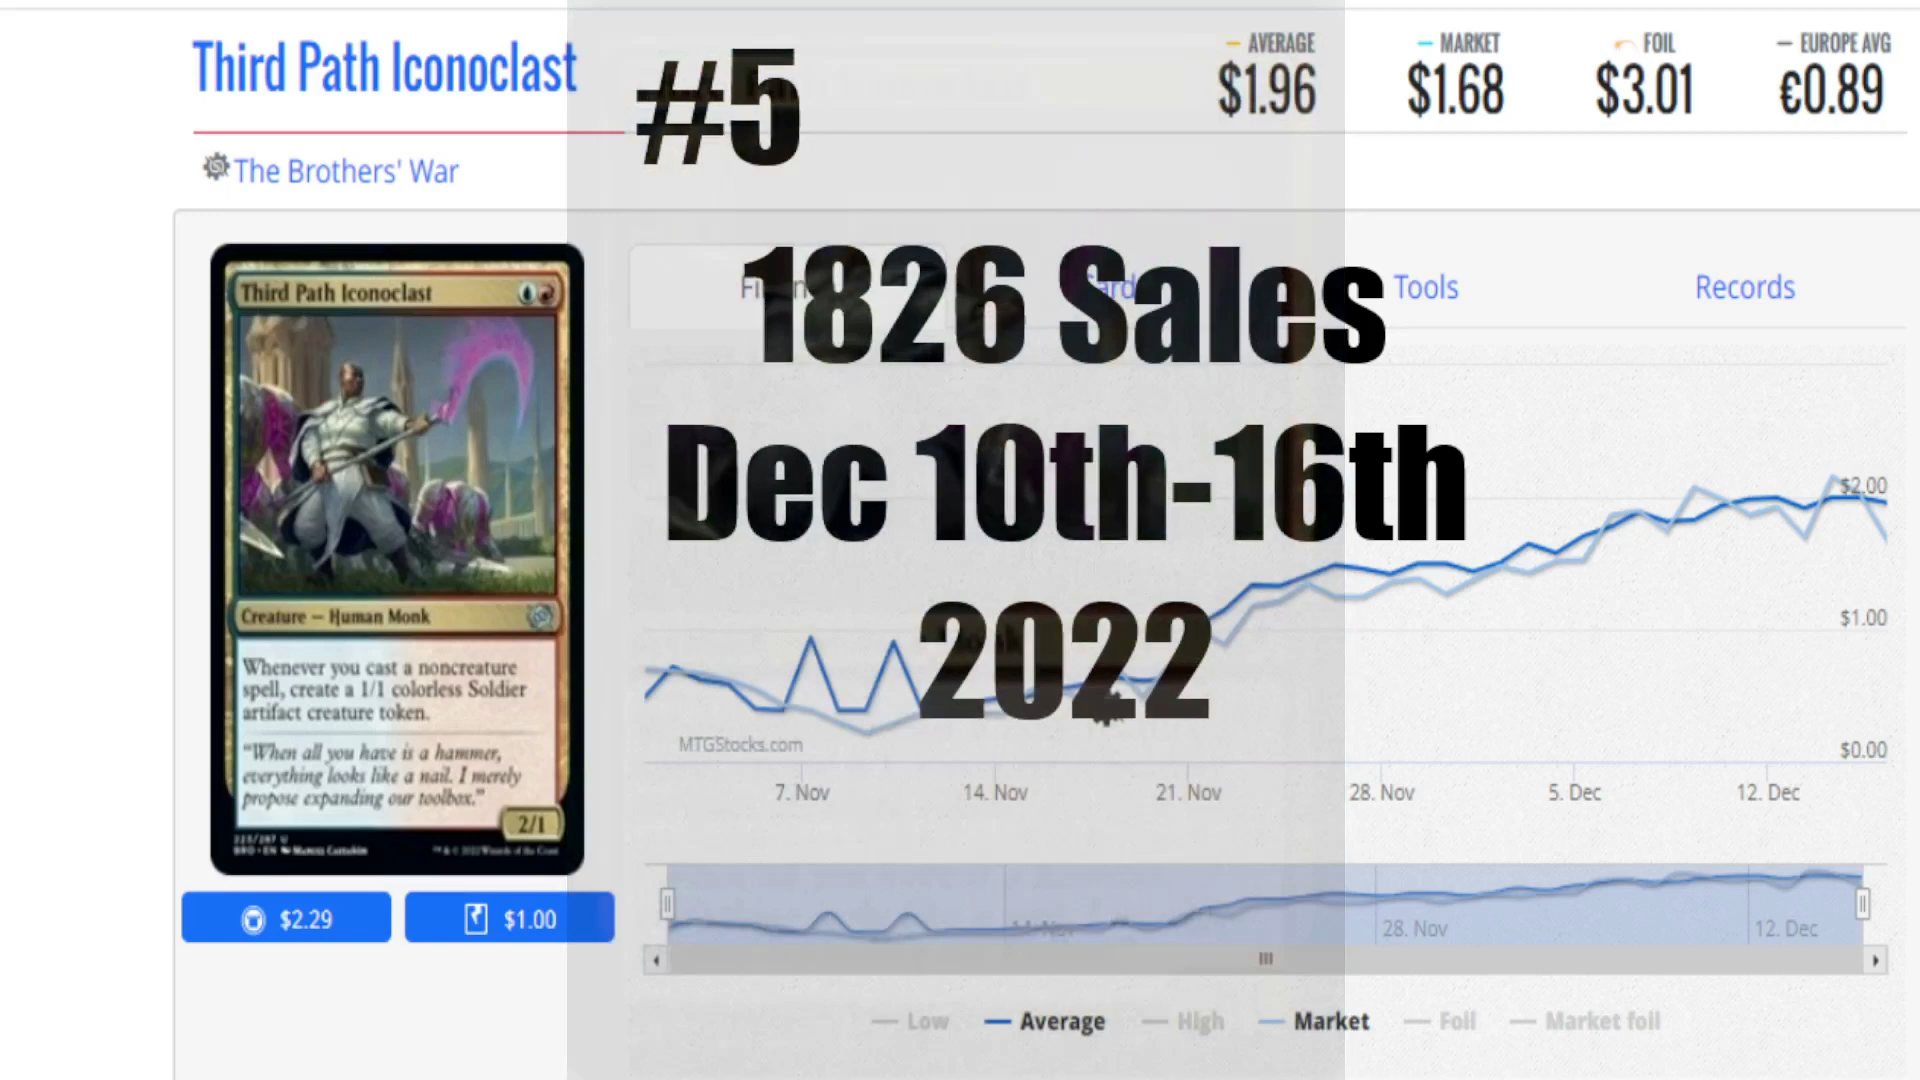 Third Path Iconoclast
#5
AVERAGE
$1.96
MARKET
$1.68
FOIL
$3.01
EUROPE AVG
€0.89
The Brothers' War
Third Path Iconoclast
Creature — Human Monk
Whenever you cast a noncreature
spell, create a 1/1 colorless Soldier
artifact creature token.
"When all you have is a hammer,
everything looks like a nail. I merely
propose expanding our toolbox."
2/1
$2.29
$1.00
1826 Sales
Dec 10th-16th
2022
Tools
Records
$2.00
$1.00
$0.00
MTGStocks.com
7. Nov
14. Nov
21. Nov
28. Nov
5. Dec
12. Dec
14. Nov
28. Nov
12. Dec
Low
Average
High
Market
Foil
Market foil